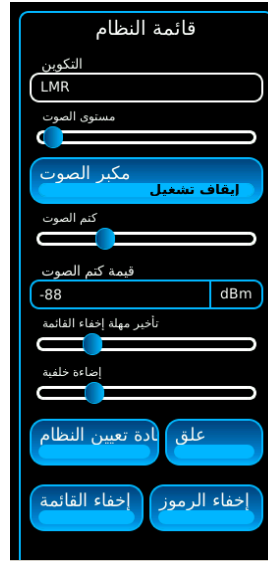 قائمة النظام
التكوين
LMR
مستوى الصوت
مكبر الصوت
إيقاف تشغيل
كتم الصوت
قيمة كتم الصوت
-88 dBm
تأخير مهلة إخفاء القائمة
إضاءة خلفية
علق
ادة تعيين النظام
إخفاء الرموز
إخفاء القائمة